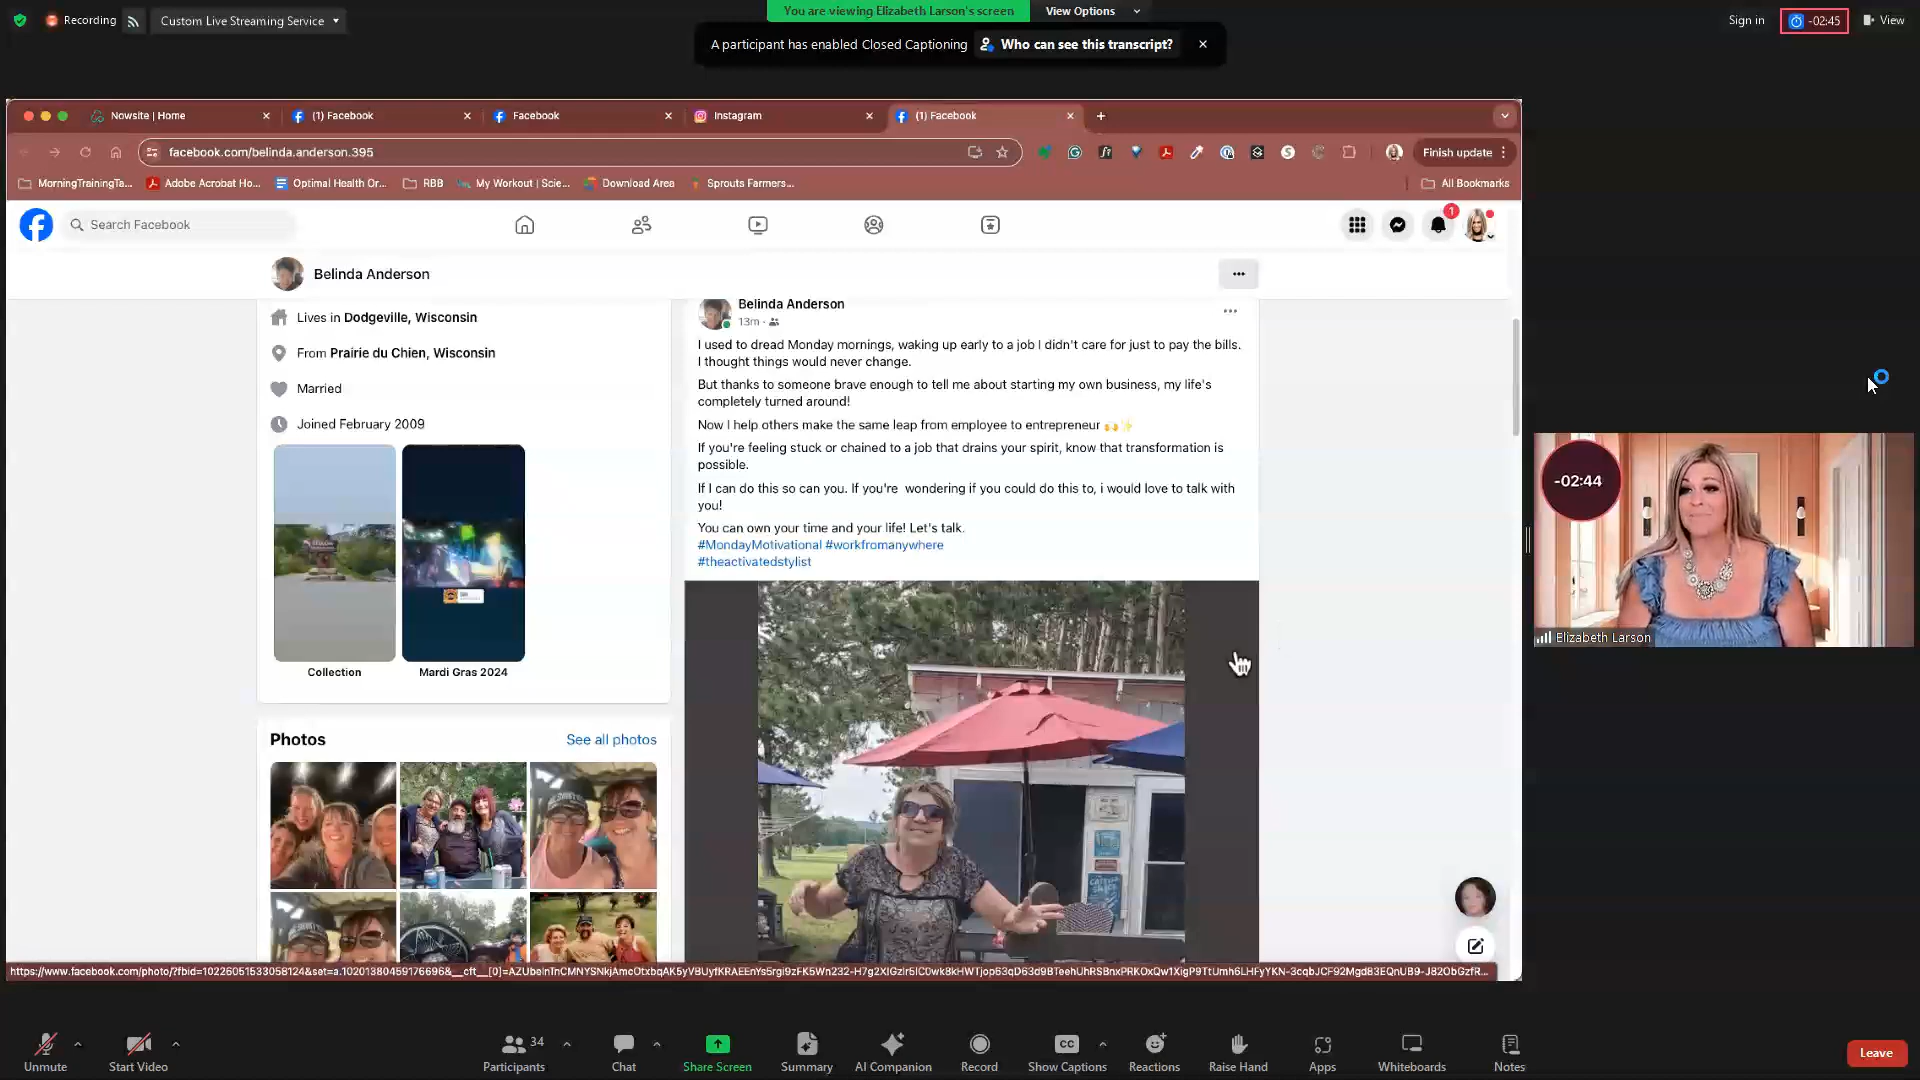 Recording
Custom Live Streaming Service
You are viewing Elizabeth Larson's screen
View Options
Sign in
-02:45
View
A participant has enabled Closed Captioning
Who can see this transcript?
Nowsite | Home
(1) Facebook
Facebook
Instagram
(1) Facebook
facebook.com/belinda.anderson.395
Finish update
MorningTrainingTa...
Adobe Acrobat Ho...
Optimal Health Or...
RBB
My Workout | Scie...
Download Area
Sprouts Farmers...
All Bookmarks
Search Facebook
1
Belinda Anderson
Lives in Dodgeville, Wisconsin
From Prairie du Chien, Wisconsin
Married
Joined February 2009
Collection
Mardi Gras 2024
Photos
See all photos
Belinda Anderson
13m
I used to dread Monday mornings, waking up early to a job I didn't care for just to pay the bills.
I thought things would never change.
But thanks to someone brave enough to tell me about starting my own business, my life's
completely turned around!
Now I help others make the same leap from employee to entrepreneur 🙌✨
If you're feeling stuck or chained to a job that drains your spirit, know that transformation is
possible.
If I can do this so can you. If you're wondering if you could do this to, i would love to talk with
you!
You can own your time and your life! Let's talk.
#MondayMotivational #workfromanywhere
#theactivatedstylist
-02:44
Elizabeth Larson
Unmute
Start Video
34
Participants
Chat
Share Screen
Summary
AI Companion
Record
CC
Show Captions
Reactions
Raise Hand
Apps
Whiteboards
Notes
Leave